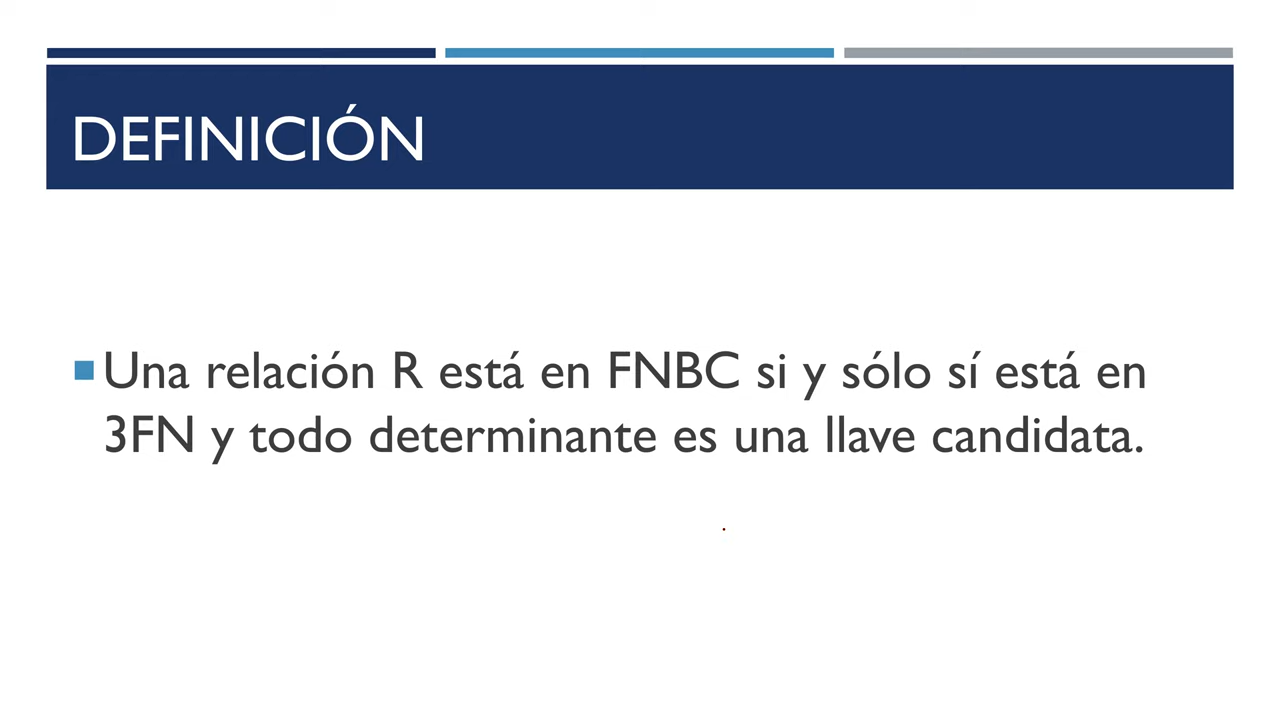 DEFINICIÓN
Una relación R está en FNBC si y sólo sí está en
3FN y todo determinante es una llave candidata.